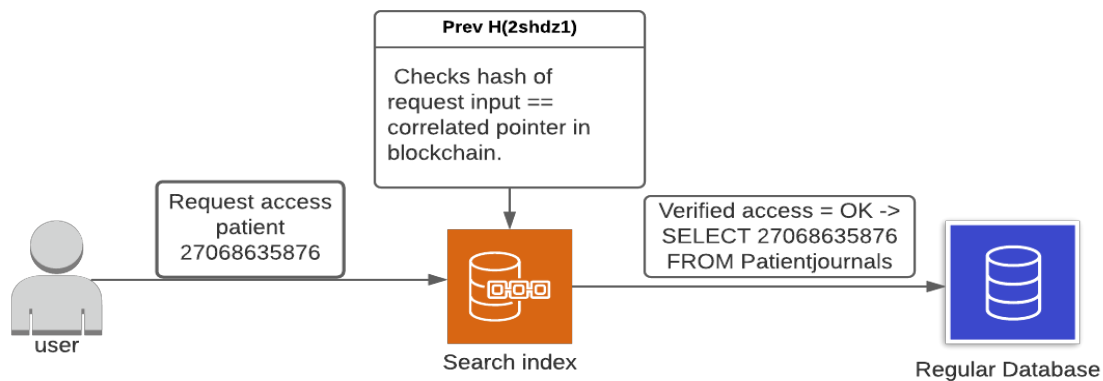 Prev H(2shdz1)
Checks hash of
request input ==
correlated pointer in
blockchain.
Request access
patient
27068635876
Verified access = OK ->
SELECT 27068635876
FROM Patientjournals
user
Search index
Regular Database